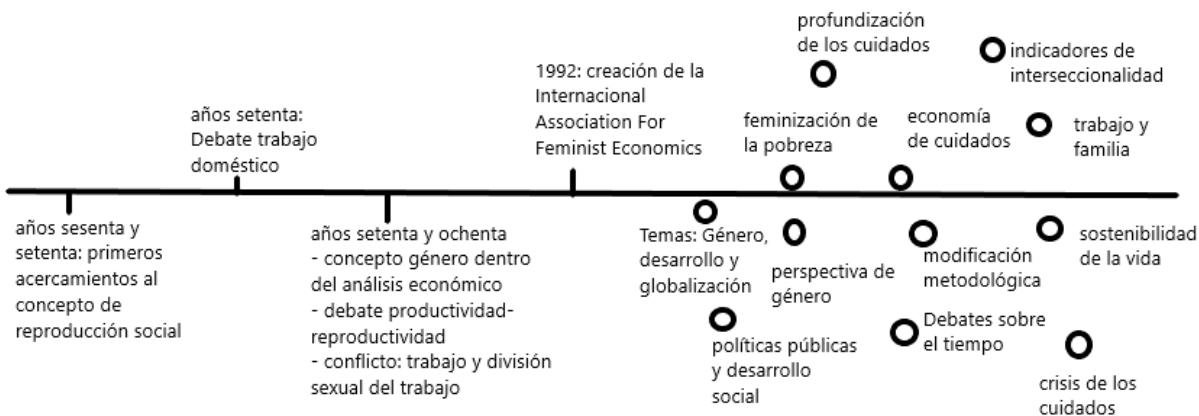 años sesenta y
setenta: primeros
acercamientos al
concepto de
reproducción social
años setenta:
Debate trabajo
doméstico
años setenta y ochenta
- concepto género dentro
del análisis económico
- debate productividad-
reproductividad
- conflicto: trabajo y división
sexual del trabajo
1992: creación de la
Internacional
Association For
Feminist Economics
Temas: Género,
desarrollo y
globalización
políticas públicas
y desarrollo
social
profundización
de los cuidados
feminización de
la pobreza
perspectiva de
género
economía
de cuidados
modificación
metodológica
Debates sobre
el tiempo
indicadores de
interseccionalidad
trabajo y
familia
sostenibilidad
de la vida
crisis de los
cuidados